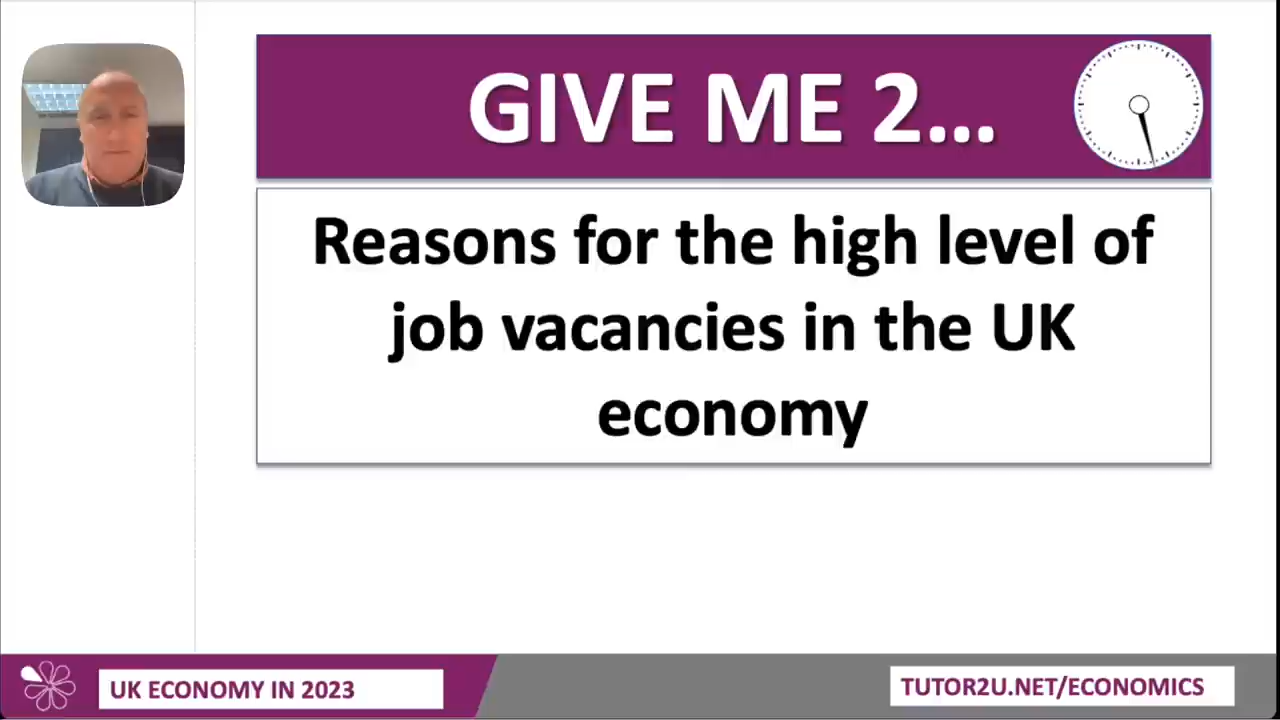 GIVE ME 2...
Reasons for the high level of
job vacancies in the UK
economy
UK ECONOMY IN 2023
TUTOR2U.NET/ECONOMICS